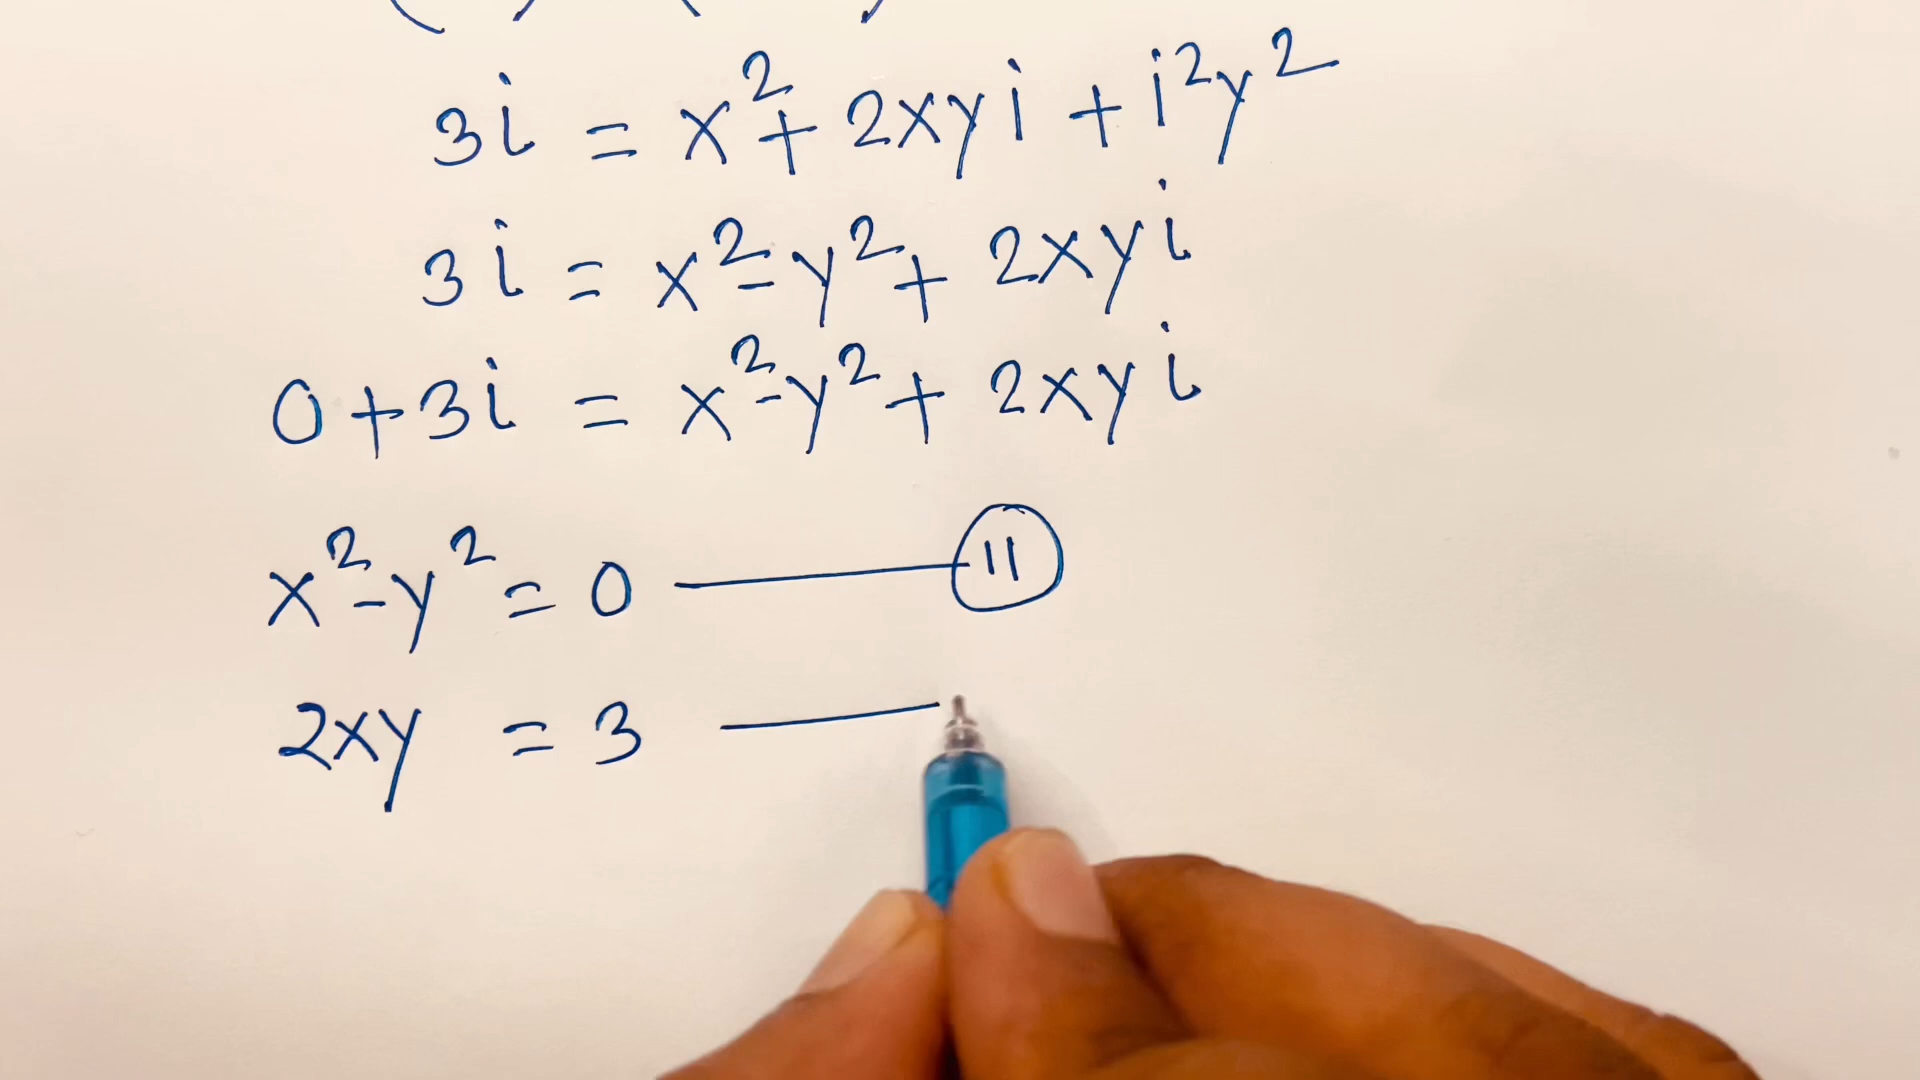 3i = x² + 2xyi + i²y²
3i = x² - y² + 2xyi
0 + 3i = x² - y² + 2xyi
x² - y² = 0 —— II
2xy = 3 ——